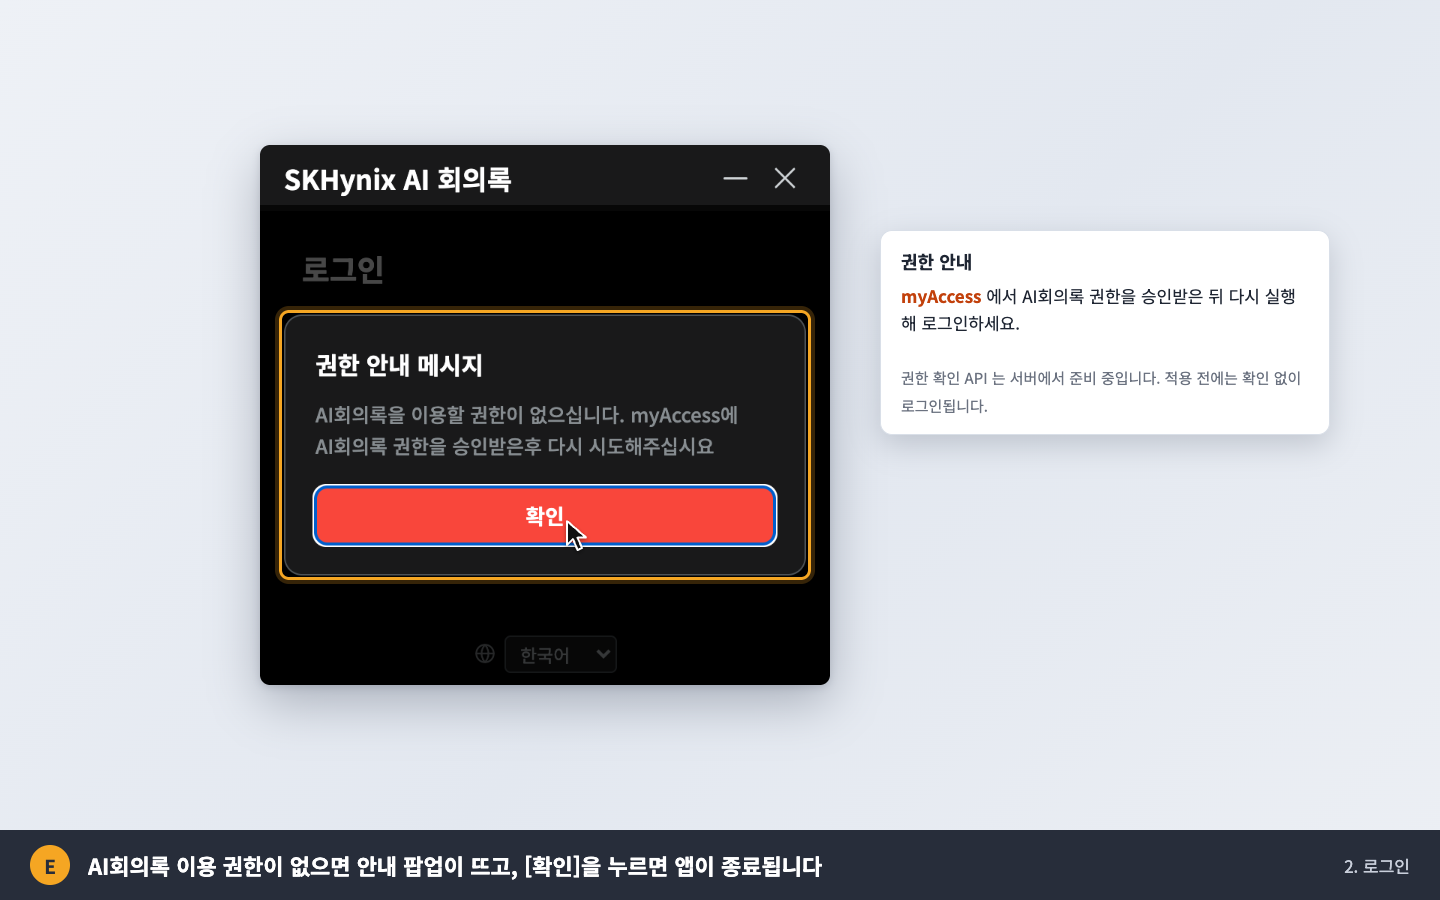 SKHynix AI 회의록
로그인
권한 안내 메시지
AI회의록을 이용할 권한이 없으십니다. myAccess에
AI회의록 권한을 승인받은후 다시 시도해주십시요
확인
한국어
권한 안내
myAccess 에서 AI회의록 권한을 승인받은 뒤 다시 실행
해 로그인하세요.
권한 확인 API 는 서버에서 준비 중입니다. 적용 전에는 확인 없이
로그인됩니다.
E AI회의록 이용 권한이 없으면 안내 팝업이 뜨고, [확인]을 누르면 앱이 종료됩니다
2. 로그인